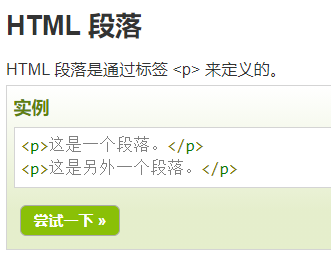 HTML 段落
HTML 段落是通过标签 <p> 来定义的。
实例
<p>这是一个段落。</p>
<p>这是另外一个段落。</p>
尝试一下 »